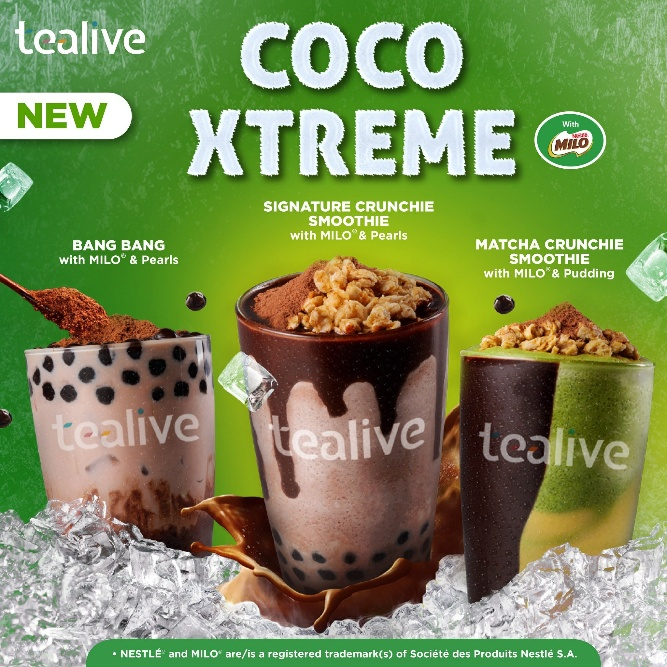 tealive
COCO
XTREME
NEW
With
NESTLÉ
MILO
SIGNATURE CRUNCHIE
SMOOTHIE
with MILO® & Pearls
BANG BANG
with MILO® & Pearls
MATCHA CRUNCHIE
SMOOTHIE
with MILO® & Pudding
tealive
tealive
tealive
• NESTLÉ® and MILO® are/is a registered trademark(s) of Société des Produits Nestlé S.A.